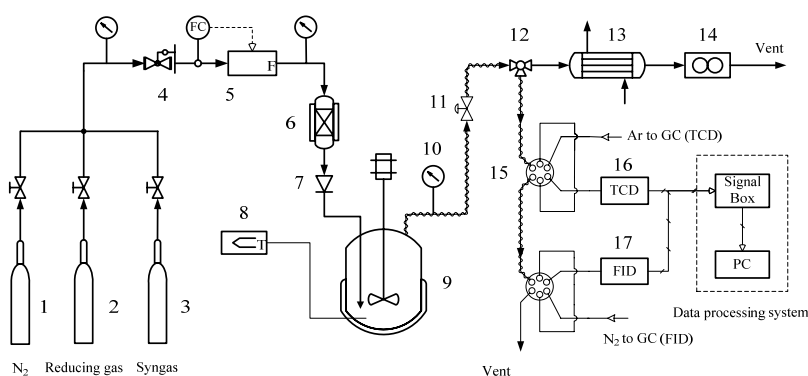 12
13
14
FC
Vent
4
5
F
11
6
10
Ar to GC (TCD)
15
16
7
TCD
Signal
Box
8
17
T
9
FID
PC
1
2
3
Data processing system
N₂ to GC (FID)
N₂
Reducing gas
Syngas
Vent